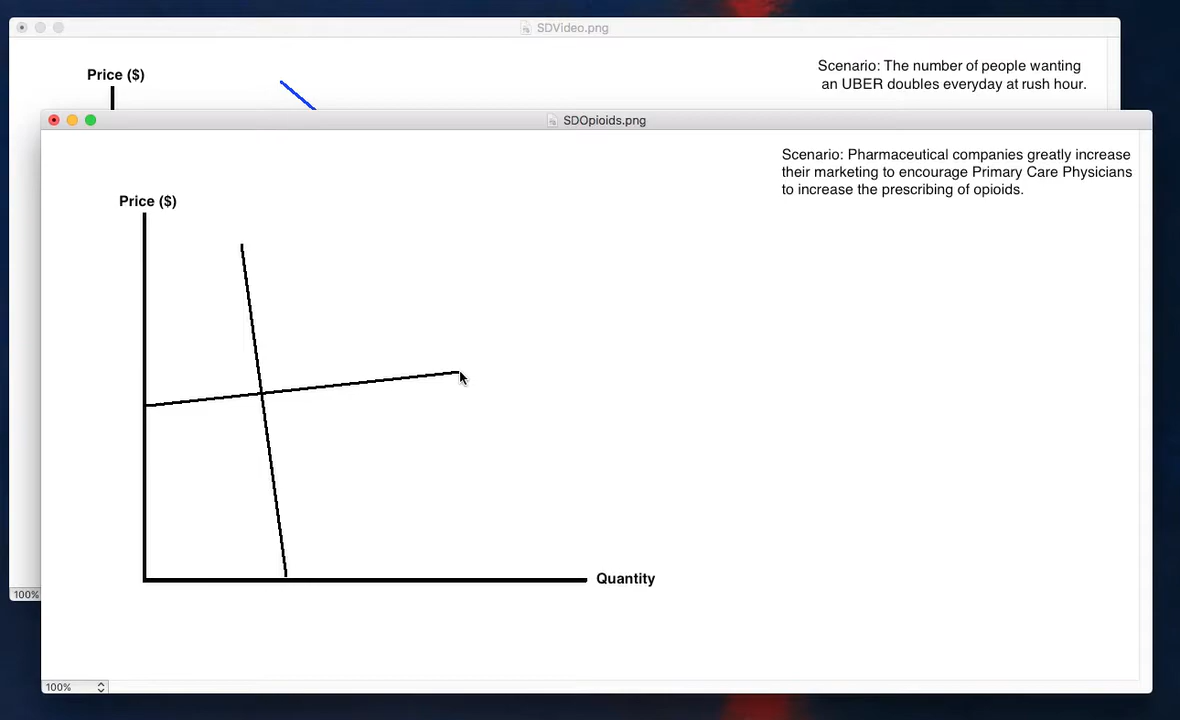 SDVideo.png
Price ($)
Scenario: The number of people wanting
an UBER doubles everyday at rush hour.
SDOpioids.png
Scenario: Pharmaceutical companies greatly increase
their marketing to encourage Primary Care Physicians
to increase the prescribing of opioids.
Price ($)
Quantity
100%
100%